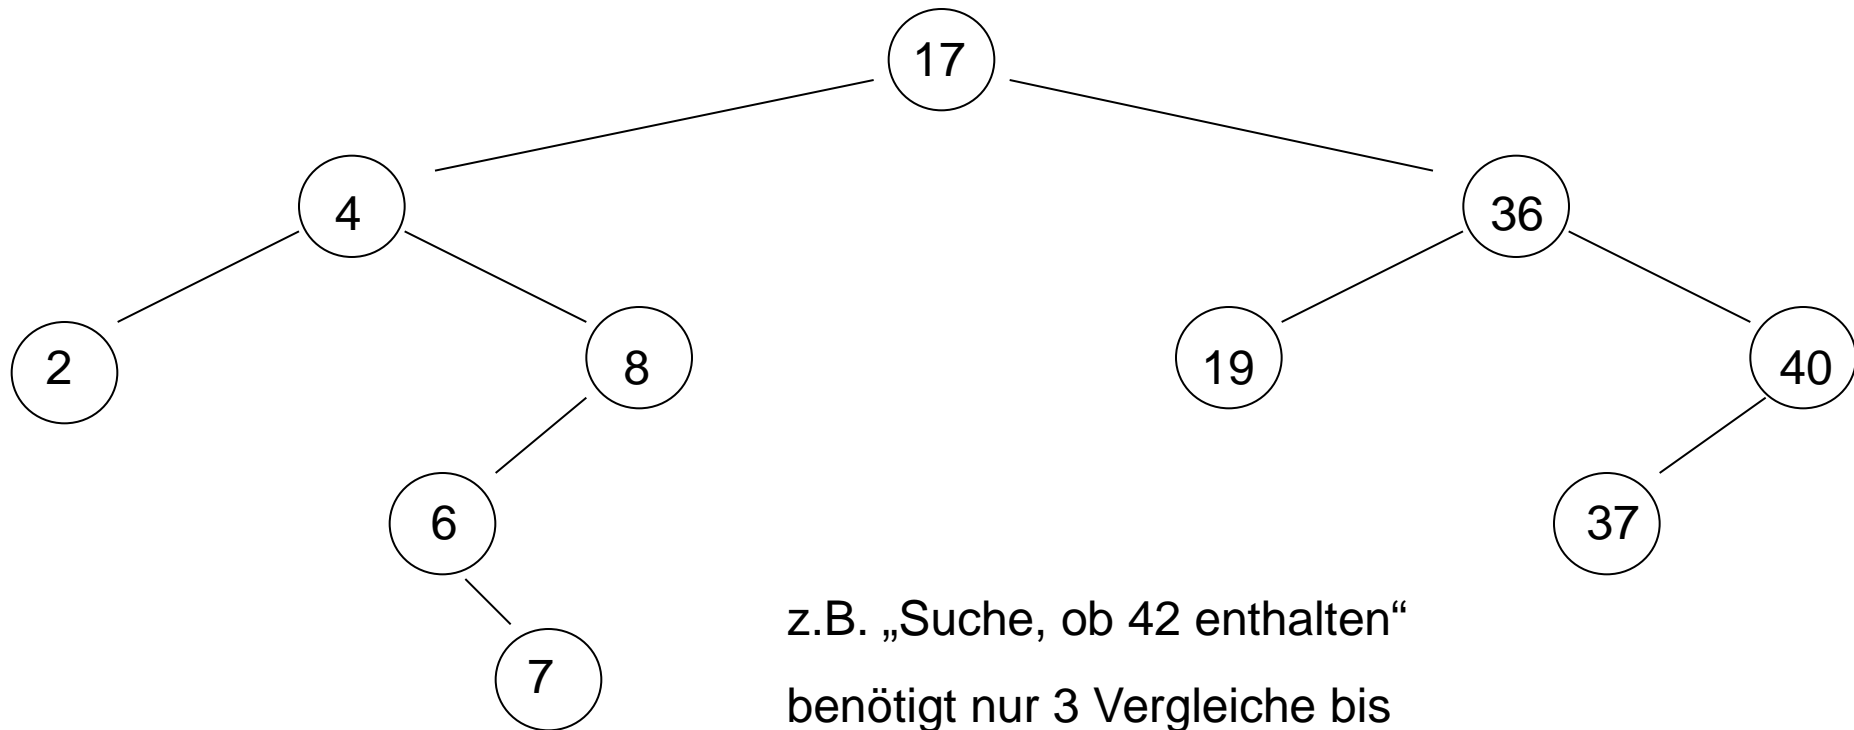 17
4 36
2 8 19 40
6 37
7
z.B. „Suche, ob 42 enthalten“
benötigt nur 3 Vergleiche bis